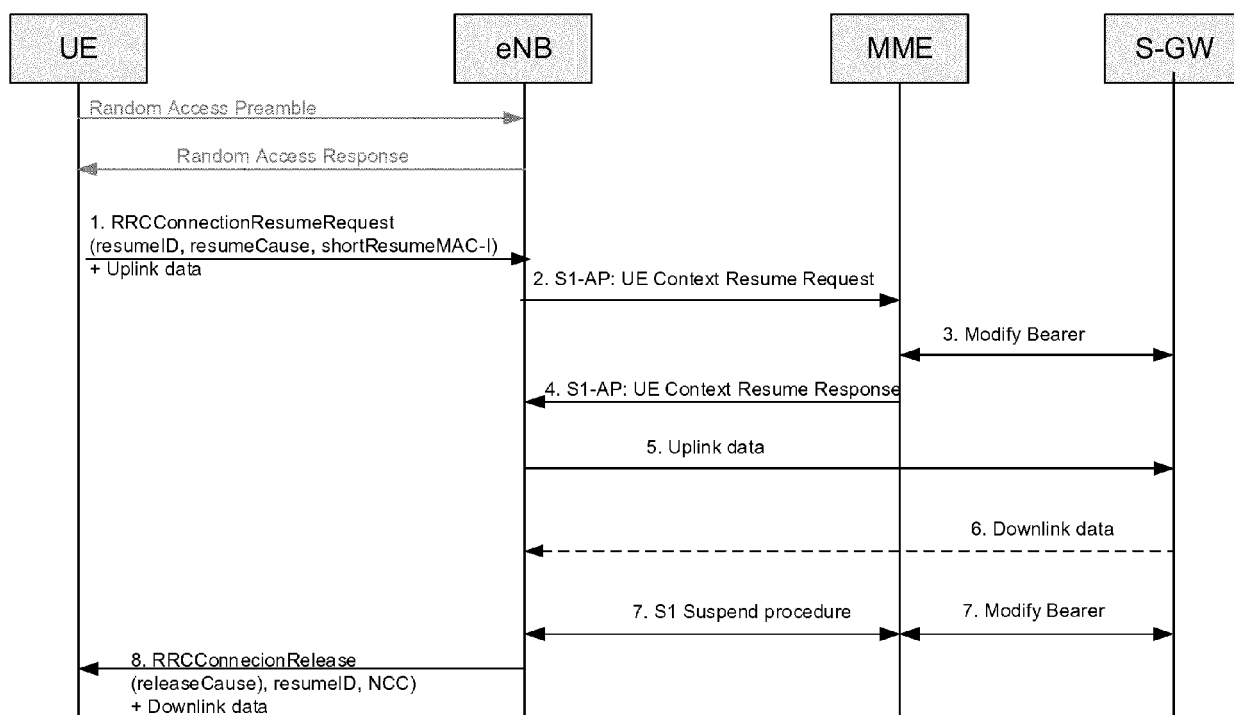 UE
eNB
MME
S-GW
Random Access Preamble
Random Access Response
1. RRCConnectionResumeRequest
(resumeID, resumeCause, shortResumeMAC-I)
+ Uplink data
2. S1-AP: UE Context Resume Request
3. Modify Bearer
4. S1-AP: UE Context Resume Response
5. Uplink data
6. Downlink data
7. S1 Suspend procedure
7. Modify Bearer
8. RRCConnecionRelease
(releaseCause), resumeID, NCC)
+ Downlink data